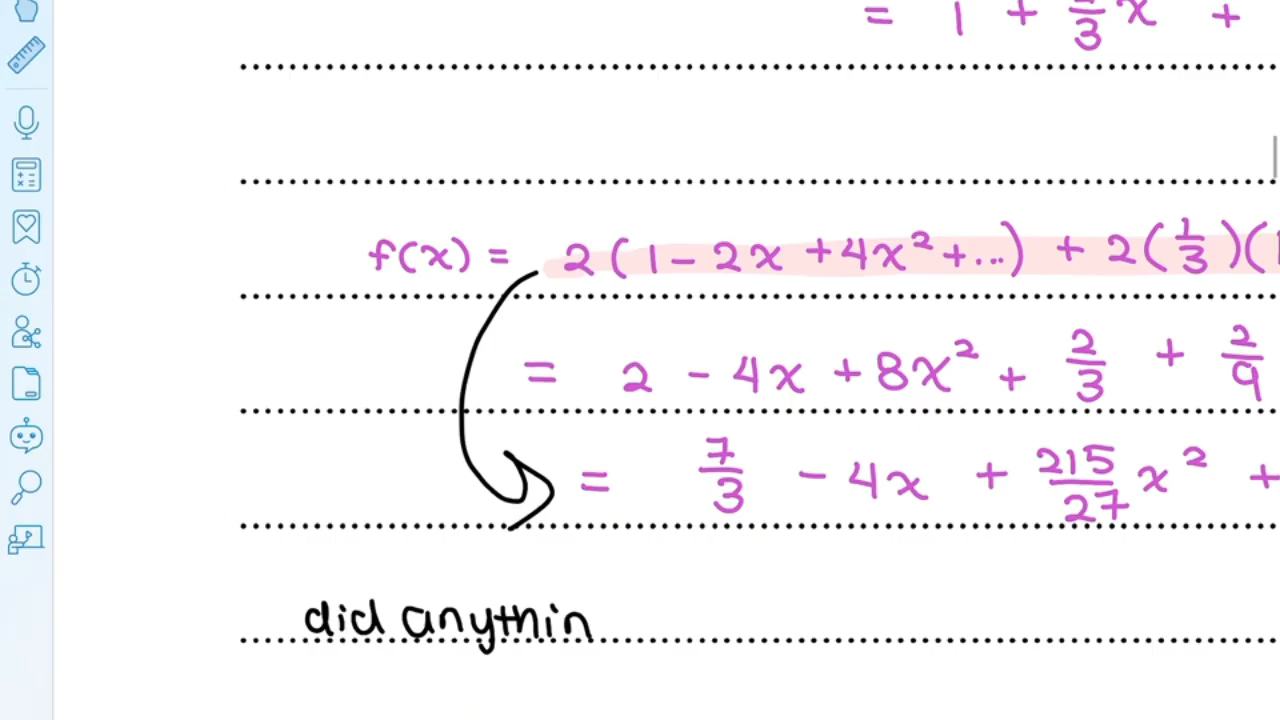 = 1 + 1/3 x +
f(x) = 2(1 - 2x + 4x² + ...) + 2(1/3)(1
= 2 - 4x + 8x² + 2/3 + 2/9
= 7/3 - 4x + 215/27 x² +
did anythin